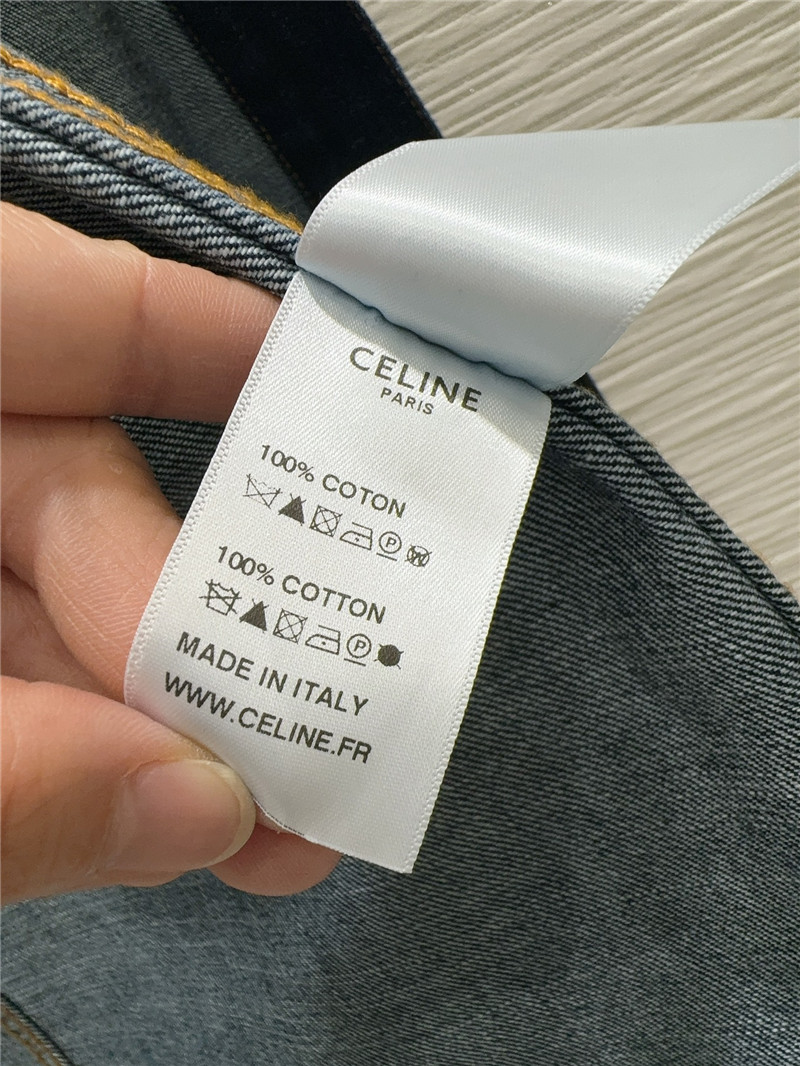 CELINE
PARIS
100% COTON
P W
100% COTTON
P
MADE IN ITALY
WWW.CELINE.FR